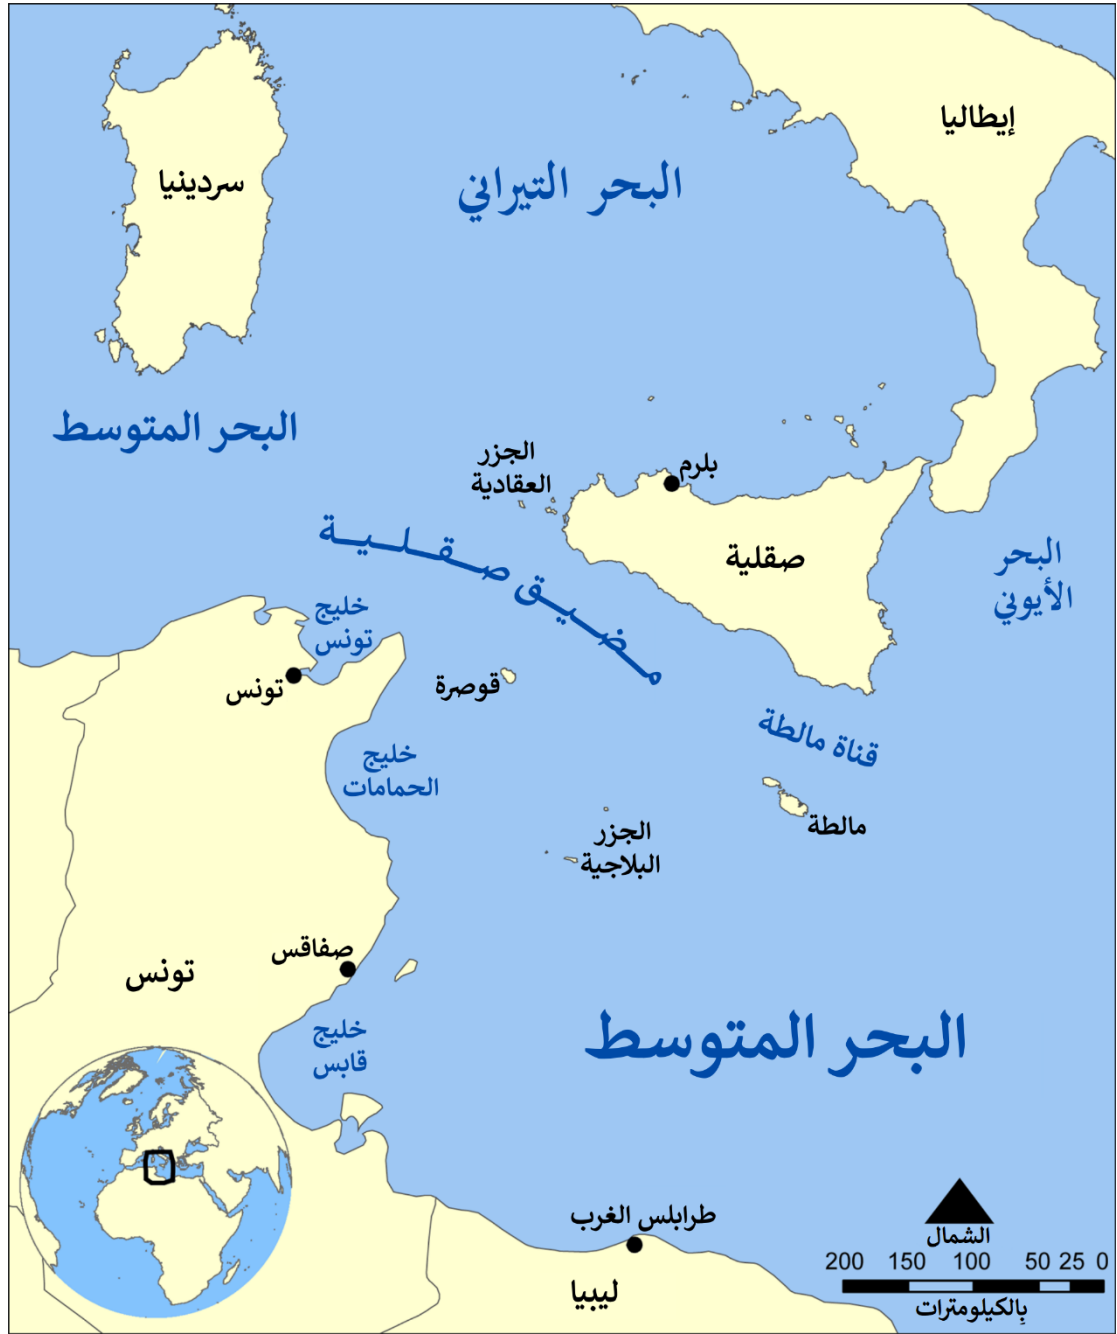 إيطاليا
البحر التيراني
سردينيا
البحر المتوسط
الجزر
العقادية
بلرم
صقلية
البحر
الأيوني
مضيق صقلية
خليج
تونس
تونس
قوصرة
قناة مالطة
خليج
الحمامات
مالطة
الجزر
البلاجية
صفاقس
تونس
خليج
قابس
البحر المتوسط
طرابلس الغرب
ليبيا
الشمال
200 150 100 50 25 0
بِالكيلومترات